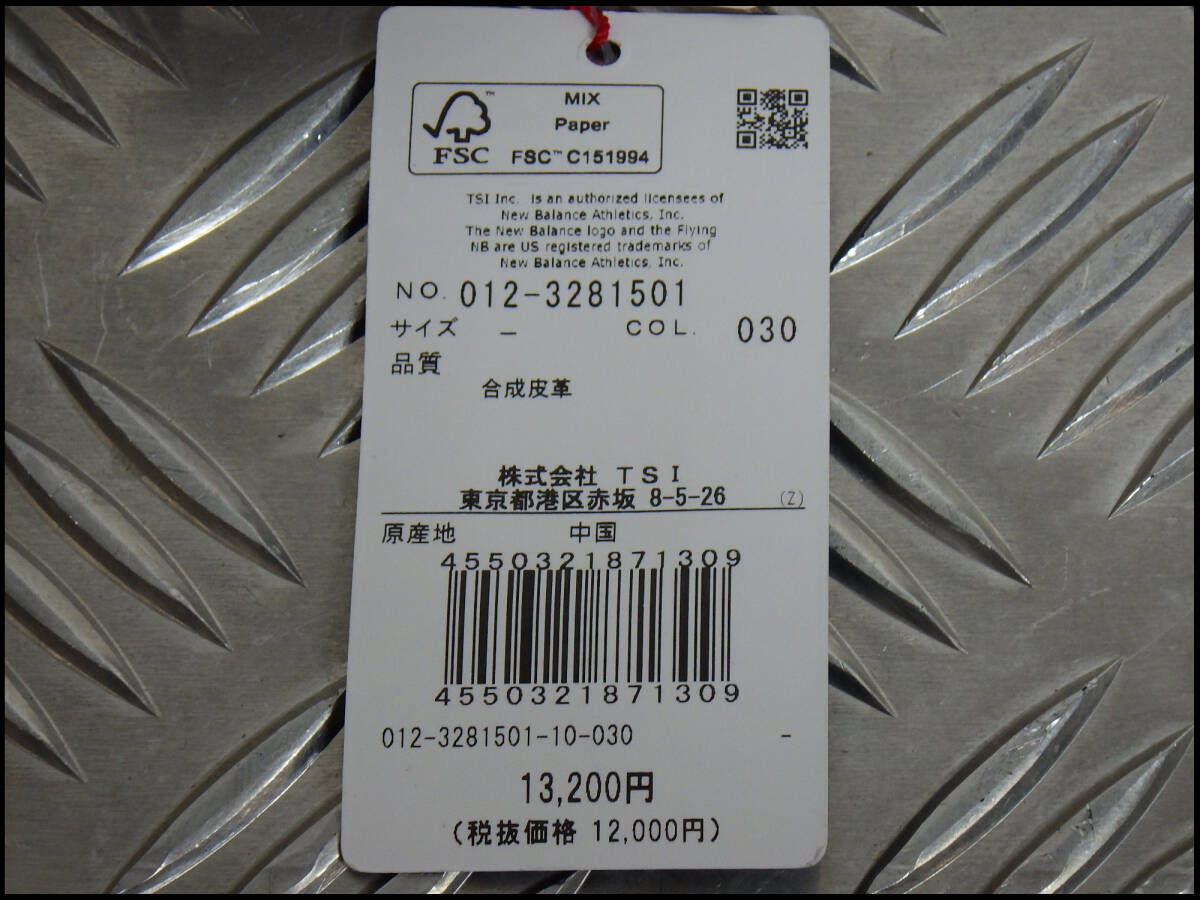 MIX
Paper
FSC™ C151994
FSC
TSI Inc. is an authorized licensees of
New Balance Athletics, Inc.
The New Balance logo and the Flying
NB are US registered trademarks of
New Balance Athletics, Inc.
NO. 012-3281501
サイズ － COL. 030
品質
合成皮革
株式会社 TSI
東京都港区赤坂 8-5-26 (Z)
原産地 中国
4550321871309
4550321871309
012-3281501-10-030 -
13,200円
(税抜価格 12,000円)